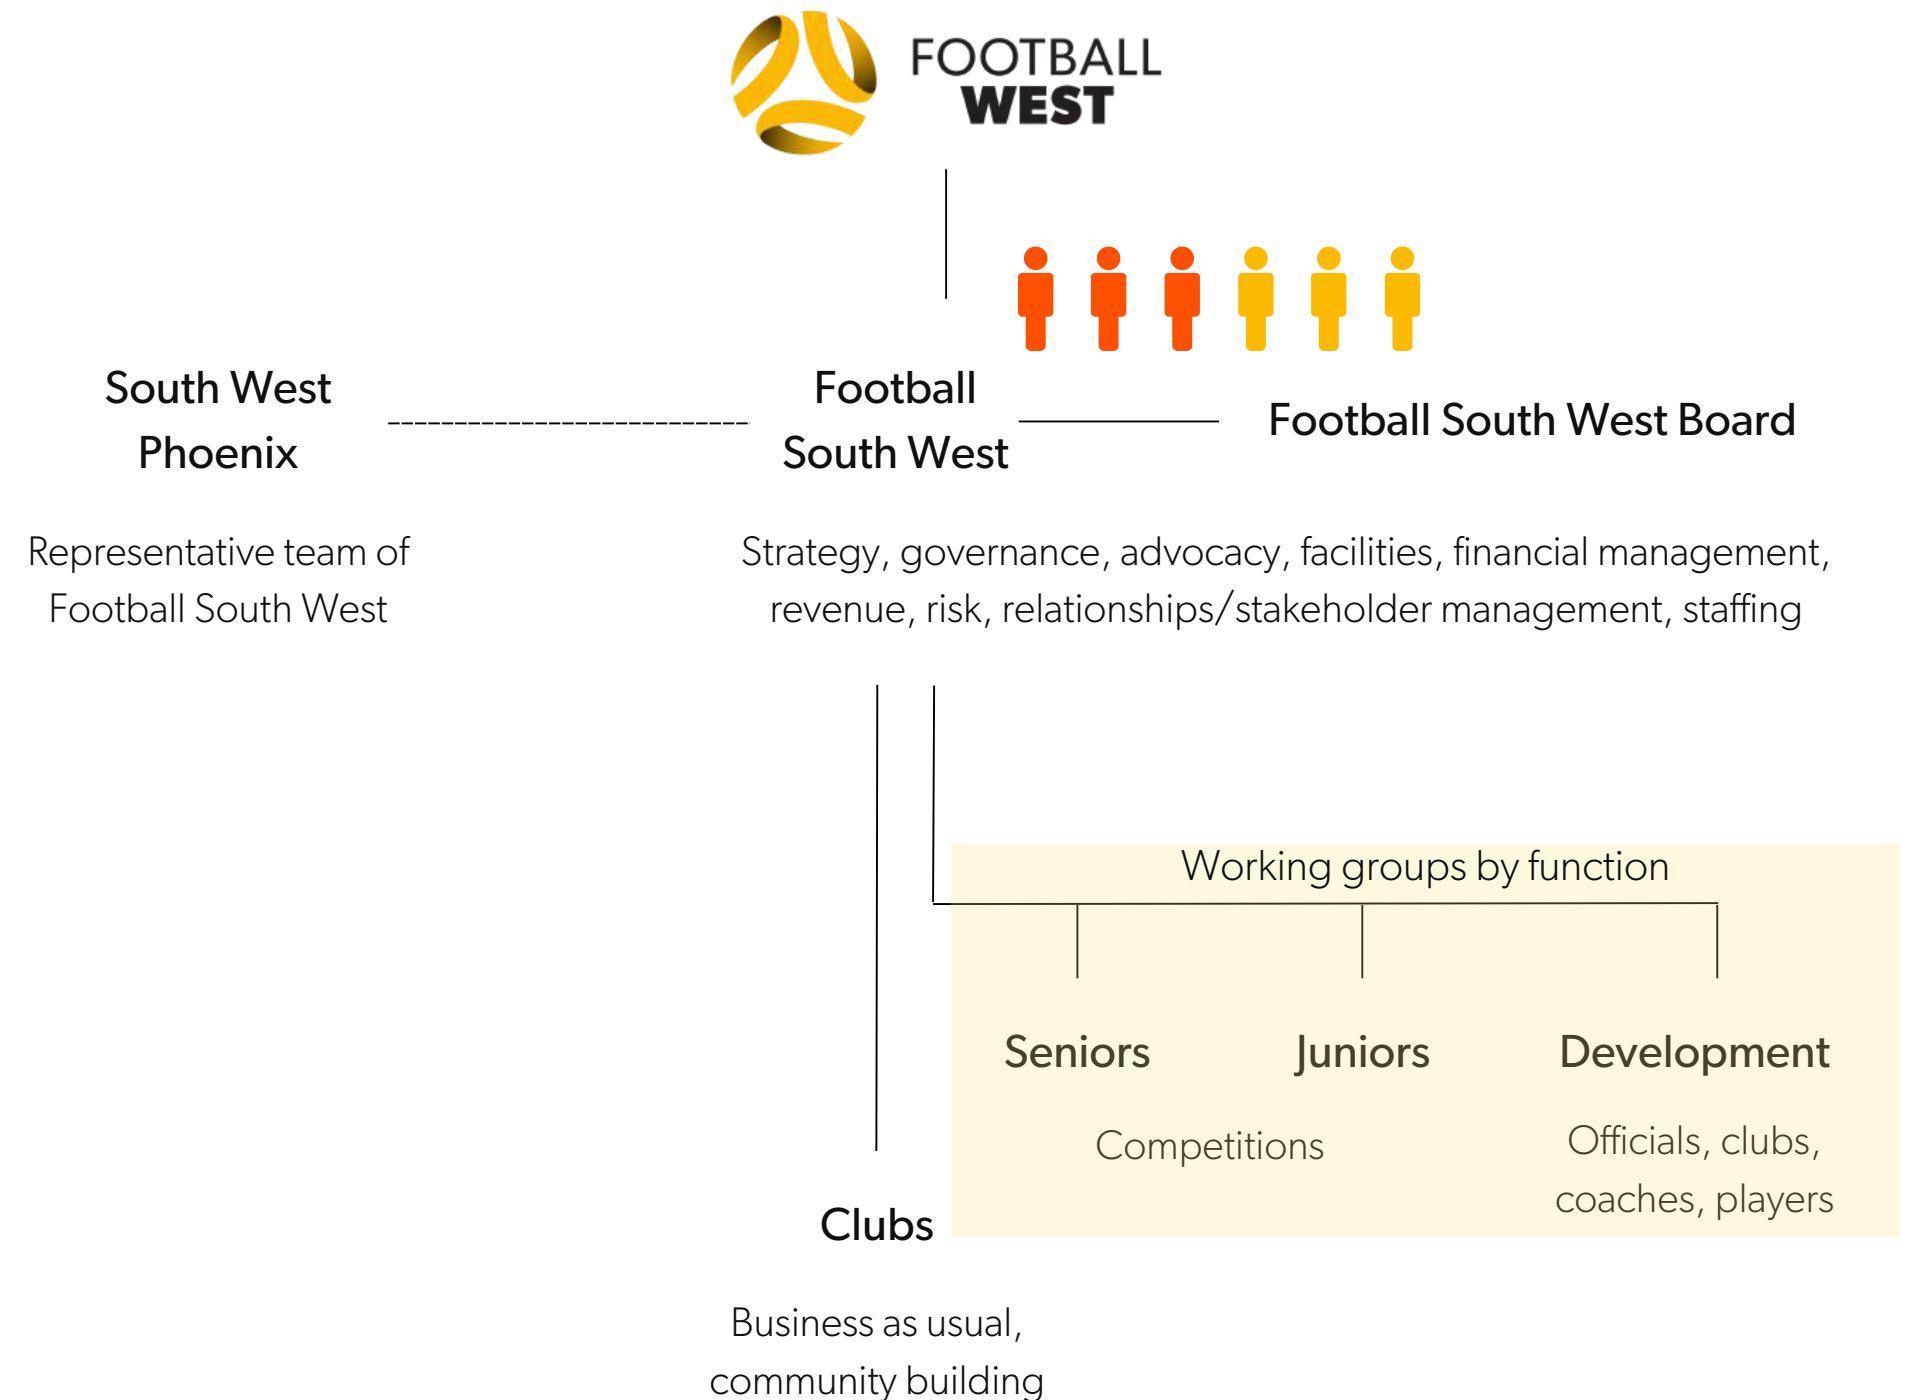 FOOTBALL
WEST
South West
Phoenix
Football
South West
Football South West Board
Representative team of
Football South West
Strategy, governance, advocacy, facilities, financial management,
revenue, risk, relationships/stakeholder management, staffing
Working groups by function
Seniors
Juniors
Development
Competitions
Officials, clubs,
coaches, players
Clubs
Business as usual,
community building